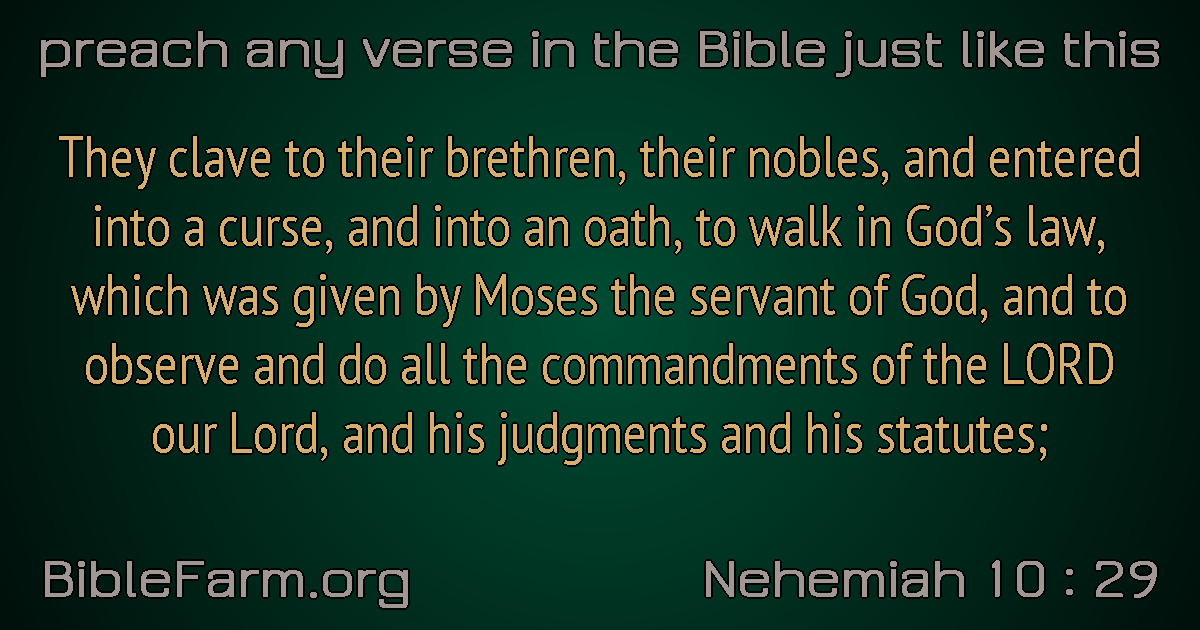 preach any verse in the Bible just like this
They clave to their brethren, their nobles, and entered
into a curse, and into an oath, to walk in God’s law,
which was given by Moses the servant of God, and to
observe and do all the commandments of the LORD
our Lord, and his judgments and his statutes;
BibleFarm.org
Nehemiah 10 : 29